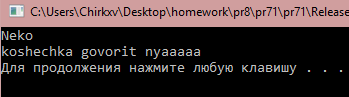 C:\Users\Chirkxv\Desktop\homework\pr8\pr71\pr71\Release
Neko
koshechka govorit nyaaaaa
Для продолжения нажмите любую клавишу . . .